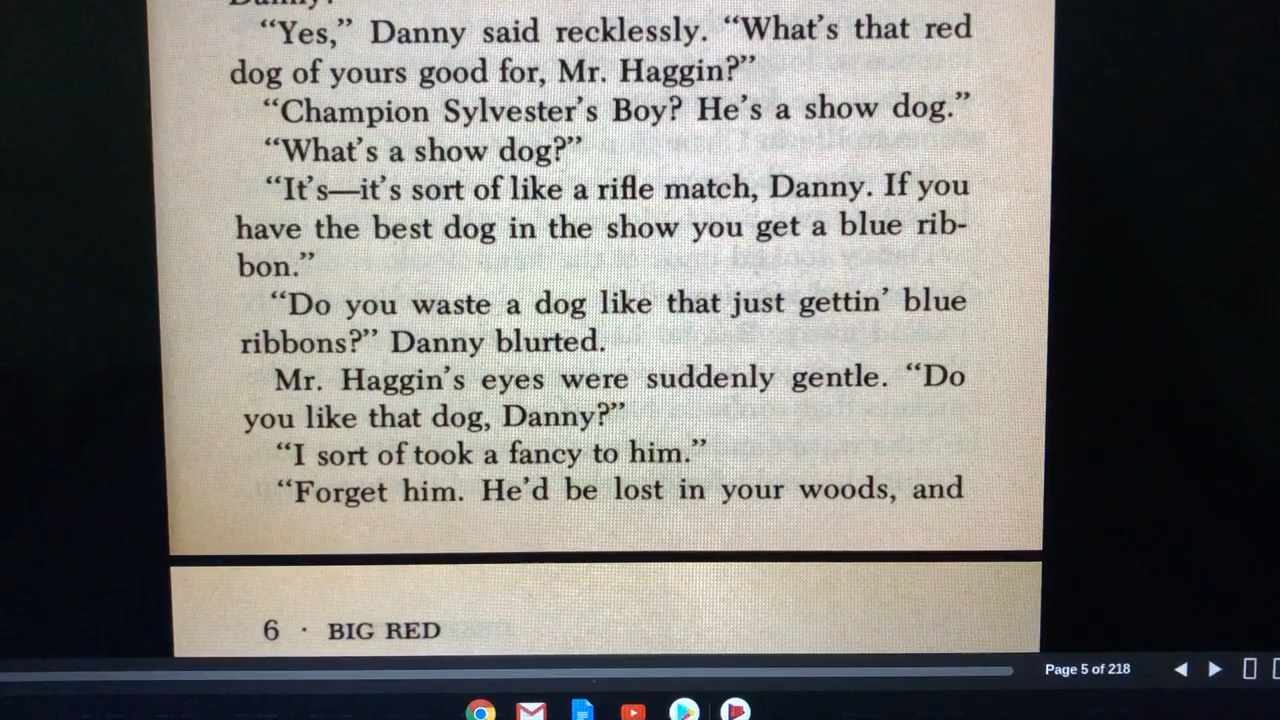 Danny?"
“Yes,” Danny said recklessly. “What’s that red
dog of yours good for, Mr. Haggin?”
“Champion Sylvester’s Boy? He’s a show dog.”
“What’s a show dog?”
“It’s—it’s sort of like a rifle match, Danny. If you
have the best dog in the show you get a blue rib-
bon.”
“Do you waste a dog like that just gettin’ blue
ribbons?” Danny blurted.
Mr. Haggin’s eyes were suddenly gentle. “Do
you like that dog, Danny?”
“I sort of took a fancy to him.”
“Forget him. He’d be lost in your woods, and
6 · BIG RED
Page 5 of 218